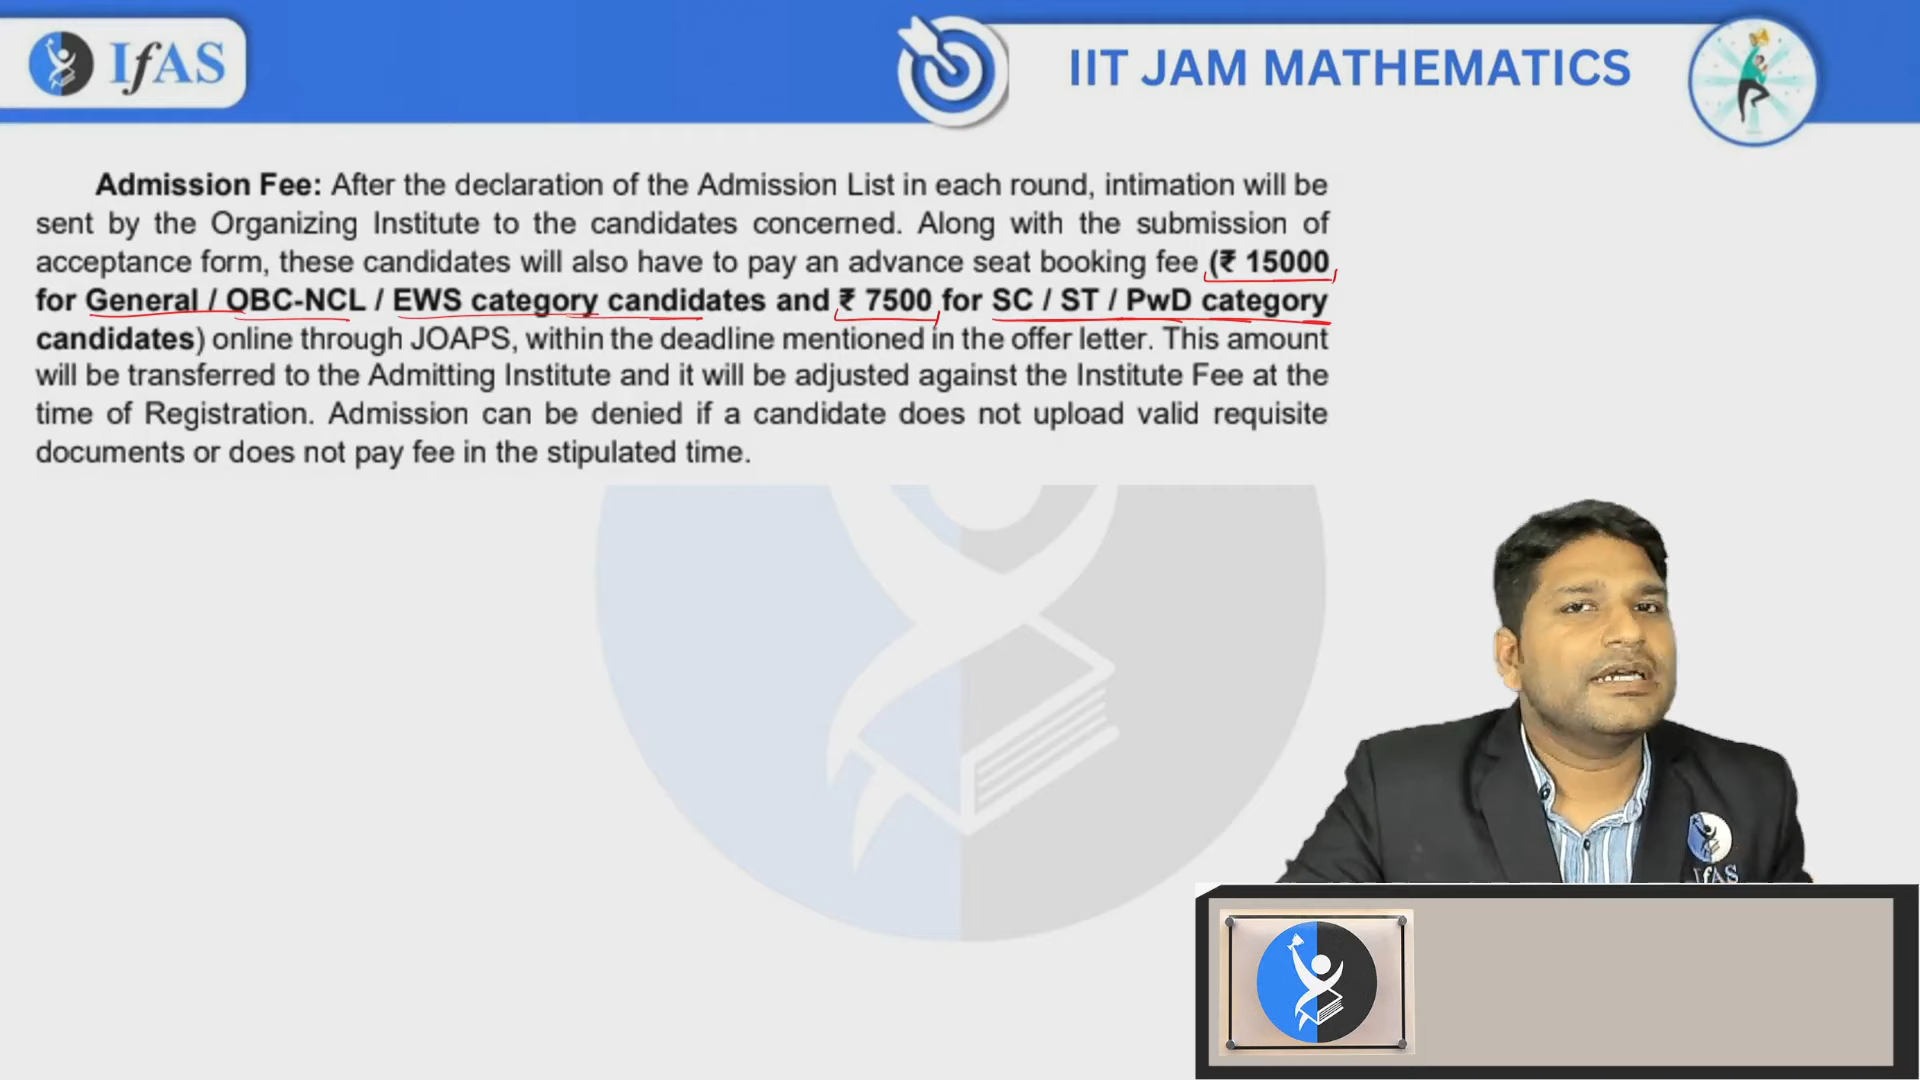 IfAS
IIT JAM MATHEMATICS
Admission Fee: After the declaration of the Admission List in each round, intimation will be
sent by the Organizing Institute to the candidates concerned. Along with the submission of
acceptance form, these candidates will also have to pay an advance seat booking fee (₹ 15000
for General / OBC-NCL / EWS category candidates and ₹ 7500 for SC / ST / PwD category
candidates) online through JOAPS, within the deadline mentioned in the offer letter. This amount
will be transferred to the Admitting Institute and it will be adjusted against the Institute Fee at the
time of Registration. Admission can be denied if a candidate does not upload valid requisite
documents or does not pay fee in the stipulated time.
IfAS